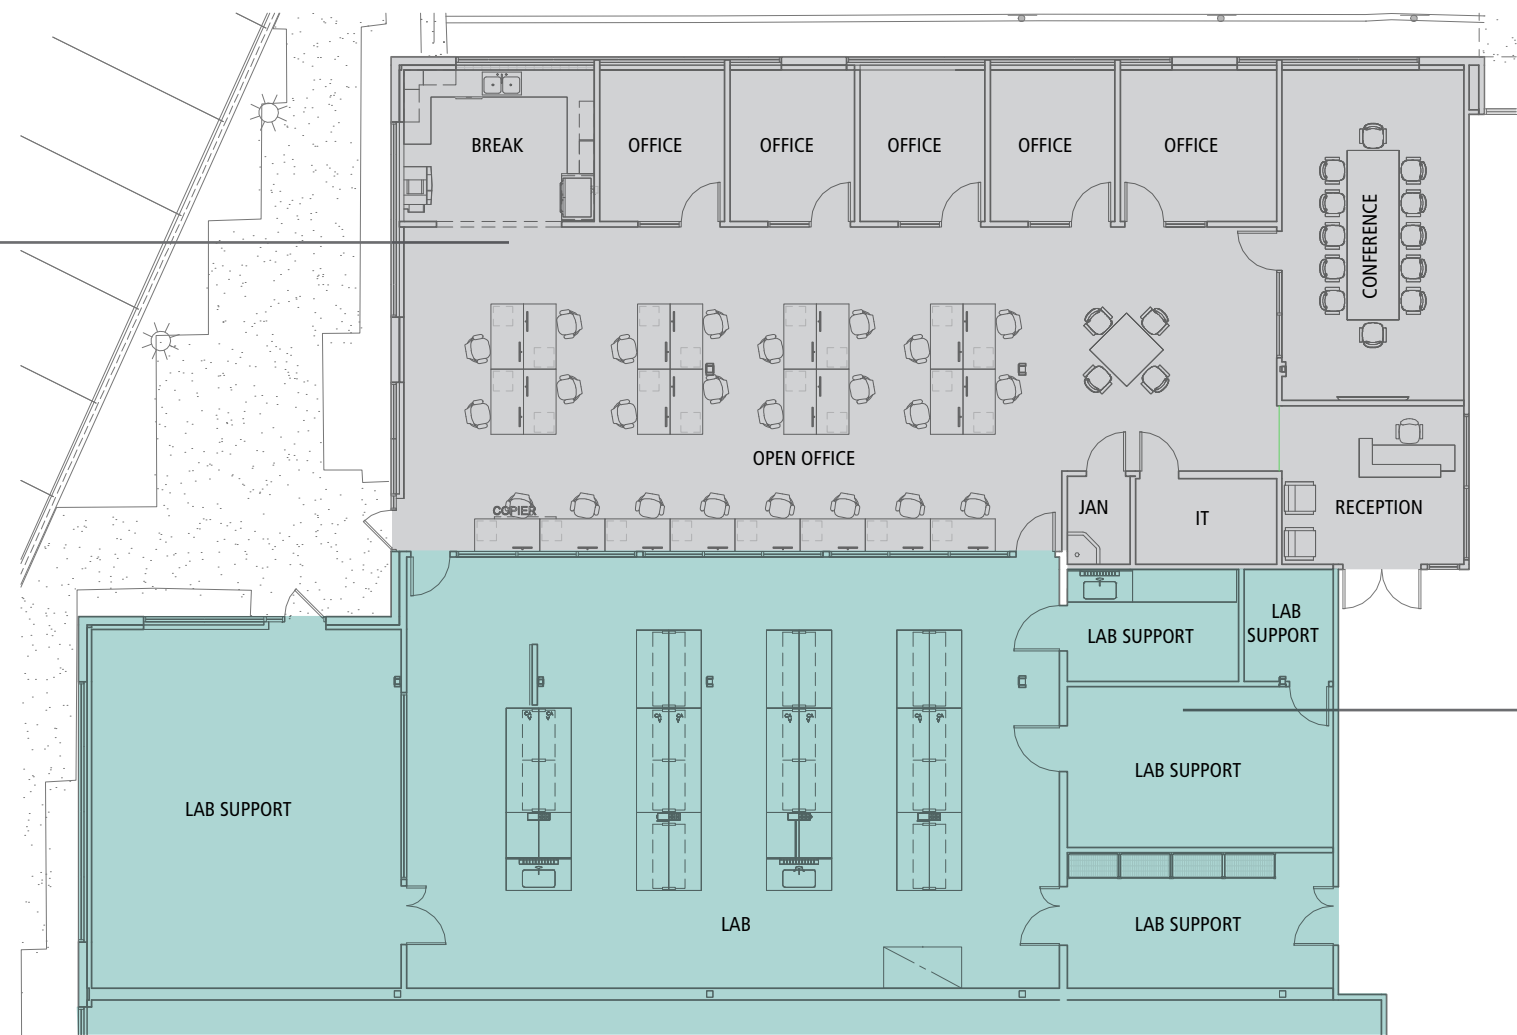 BREAK
OFFICE
OFFICE
OFFICE
OFFICE
OFFICE
CONFERENCE
OPEN OFFICE
COPIER
JAN
IT
RECEPTION
LAB SUPPORT
LAB
SUPPORT
LAB SUPPORT
LAB SUPPORT
LAB
LAB SUPPORT